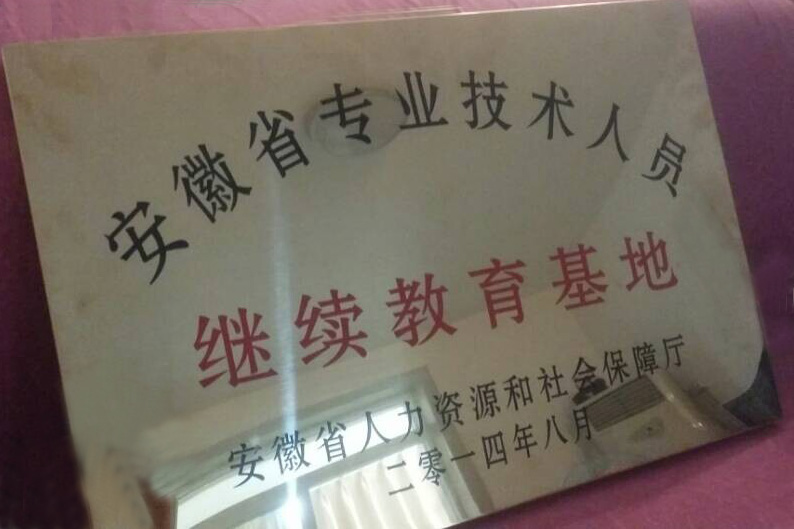 安徽省专业技术人员
继续教育基地
安徽省人力资源和社会保障厅
二零一四年八月